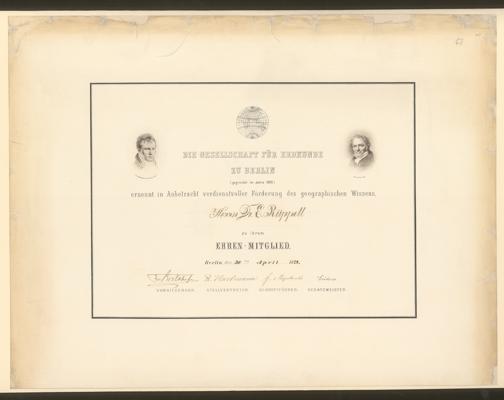 DIE GESELLSCHAFT FÜR ERDKUNDE
ZU BERLIN
(gegründet im Jahre 1828)
ernennt in Anbetracht verdienstvoller Förderung des geographischen Wissens,
Herrn Dr. E. Rüppell
zu ihrem
EHREN-MITGLIED.
Berlin, den April
VORSITZENDER. STELLVERTRETER. SCHRIFTFÜHRER. SCHATZMEISTER.